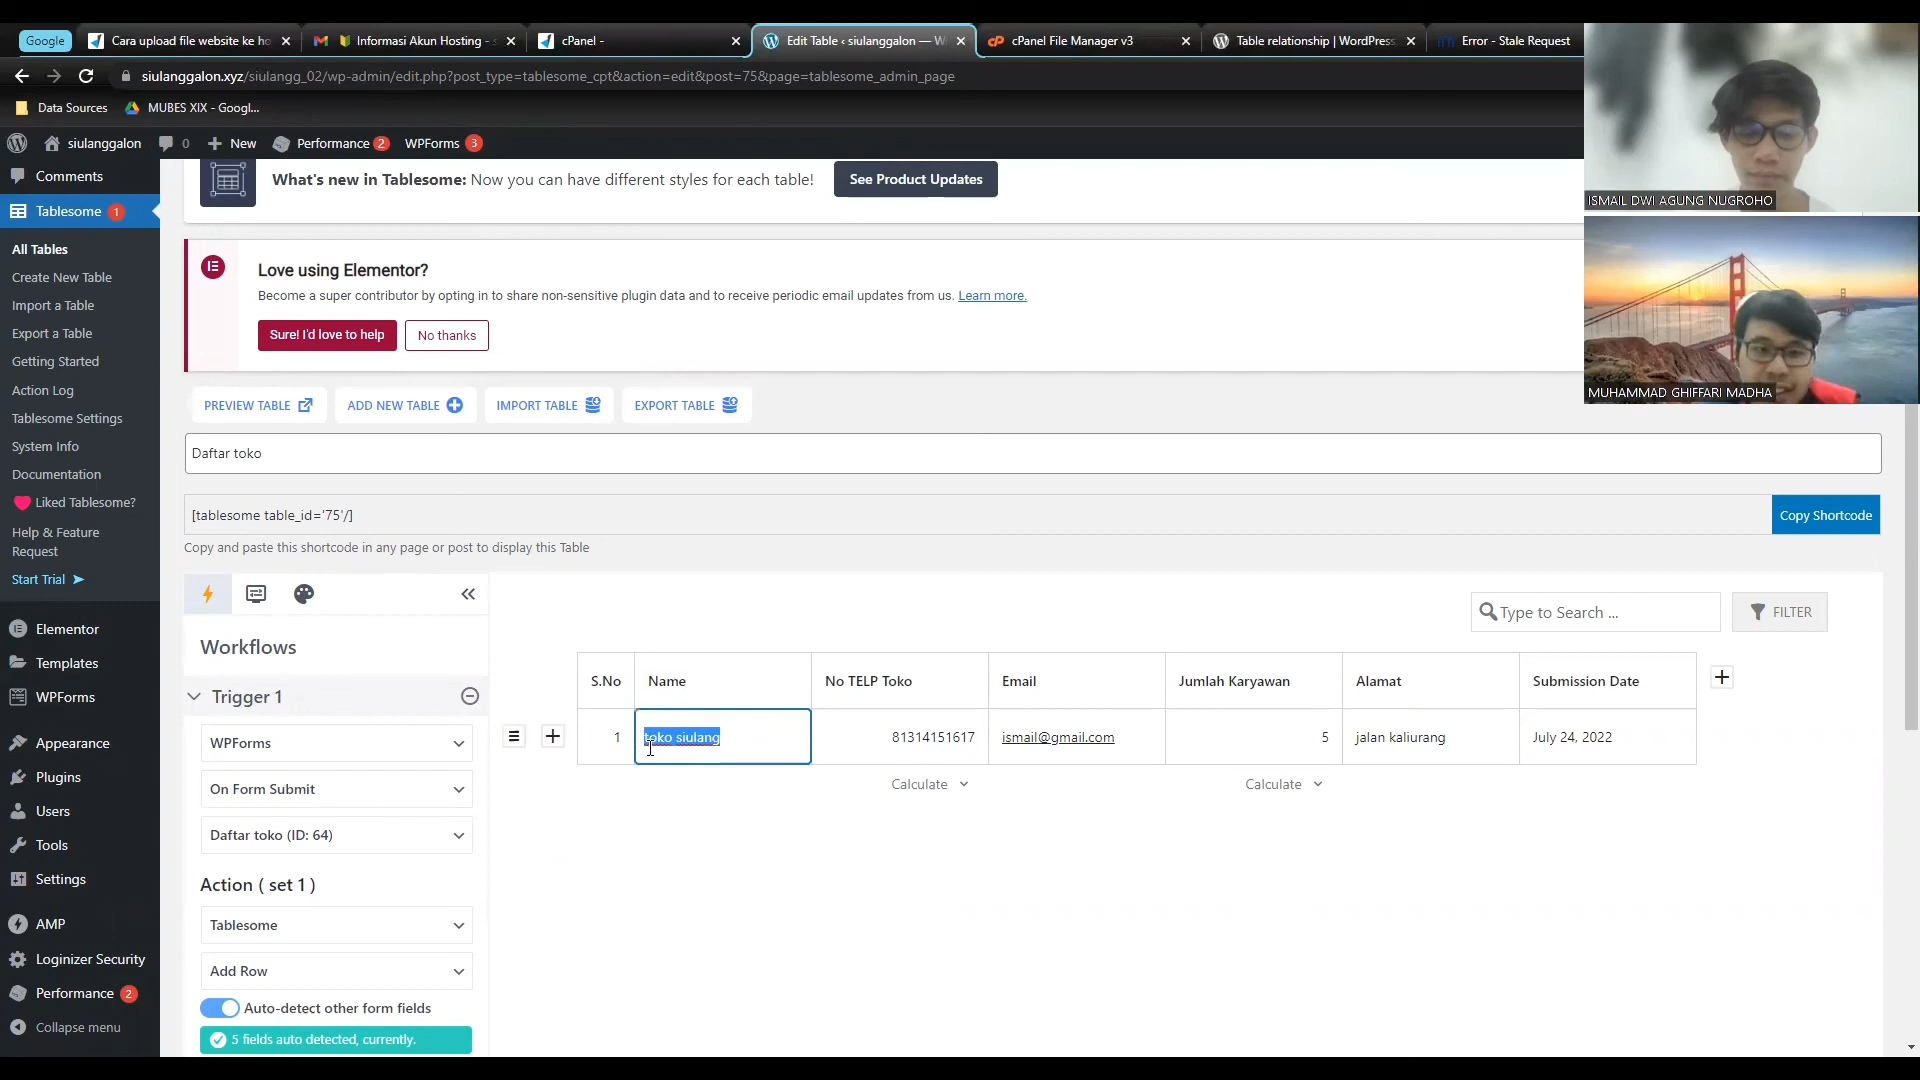 Google
Cara upload file website ke ho
Informasi Akun Hosting - s
cPanel -
Edit Table ‹ siulanggalon — W
cPanel File Manager v3
Table relationship | WordPress
Error - Stale Request
siulanggalon.xyz/siulangg_02/wp-admin/edit.php?post_type=tablesome_cpt&action=edit&post=75&page=tablesome_admin_page
Data Sources
MUBES XIX - Googl...
siulanggalon
0
New
Performance 2
WPForms 3
Comments
Tablesome 1
All Tables
Create New Table
Import a Table
Export a Table
Getting Started
Action Log
Tablesome Settings
System Info
Documentation
Liked Tablesome?
Help & Feature
Request
Start Trial ➤
Elementor
Templates
WPForms
Appearance
Plugins
Users
Tools
Settings
AMP
Loginizer Security
Performance 2
Collapse menu
What's new in Tablesome: Now you can have different styles for each table!
See Product Updates
Love using Elementor?
Become a super contributor by opting in to share non-sensitive plugin data and to receive periodic email updates from us. Learn more.
Sure! I'd love to help
No thanks
PREVIEW TABLE
ADD NEW TABLE
IMPORT TABLE
EXPORT TABLE
Daftar toko
[tablesome table_id='75'/]
Copy Shortcode
Copy and paste this shortcode in any page or post to display this Table
Workflows
Trigger 1
WPForms
On Form Submit
Daftar toko (ID: 64)
Action ( set 1 )
Tablesome
Add Row
Auto-detect other form fields
5 fields auto detected, currently.
Type to Search ...
FILTER
S.No Name No TELP Toko Email Jumlah Karyawan Alamat Submission Date
1 toko siulang 81314151617 ismail@gmail.com 5 jalan kaliurang July 24, 2022
Calculate
Calculate
ISMAIL DWI AGUNG NUGROHO
MUHAMMAD GHIFFARI MADHA